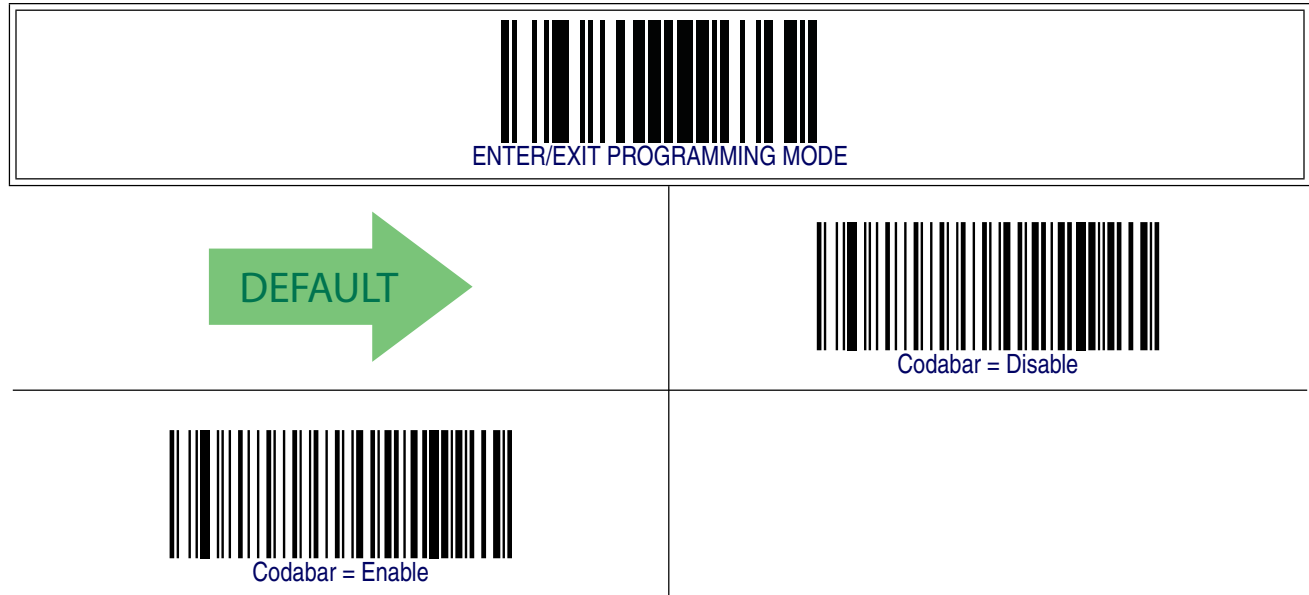 ENTER/EXIT PROGRAMMING MODE
DEFAULT
Codabar = Disable
Codabar = Enable